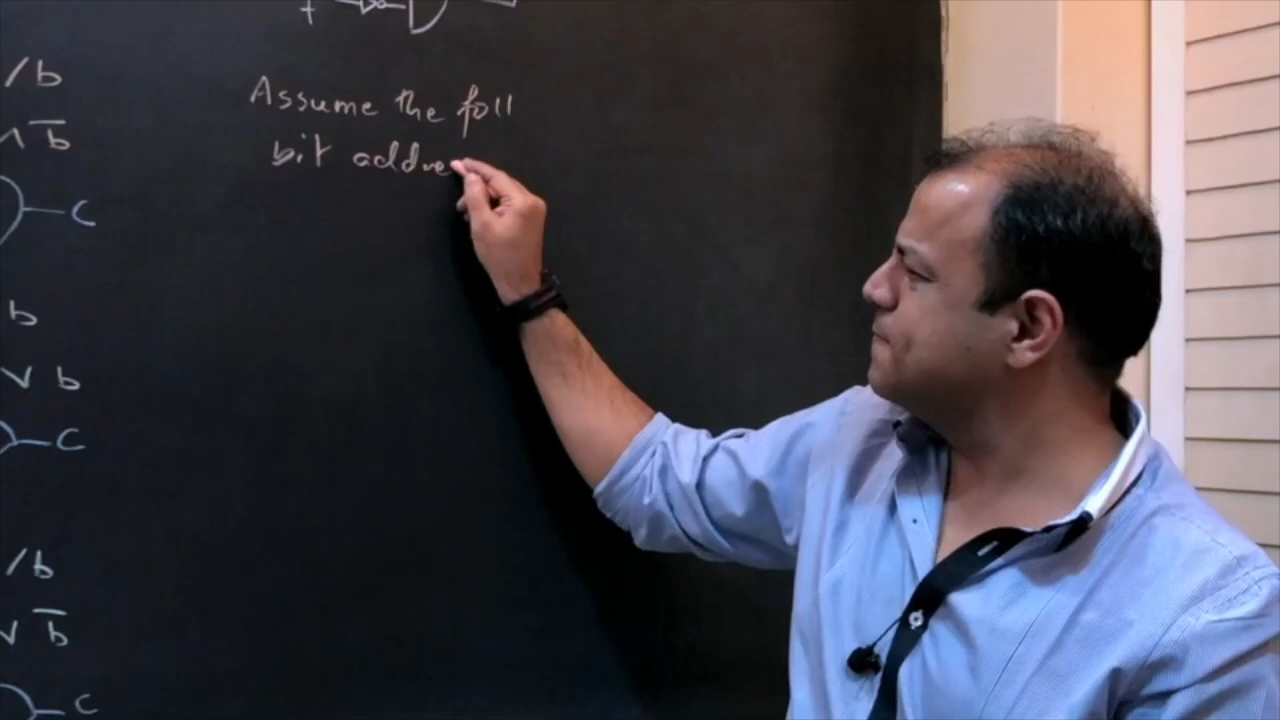 /b
∧ b̅
C
b
∨ b
C
/b
∨ b̅
C
Assume the foll
bit addre